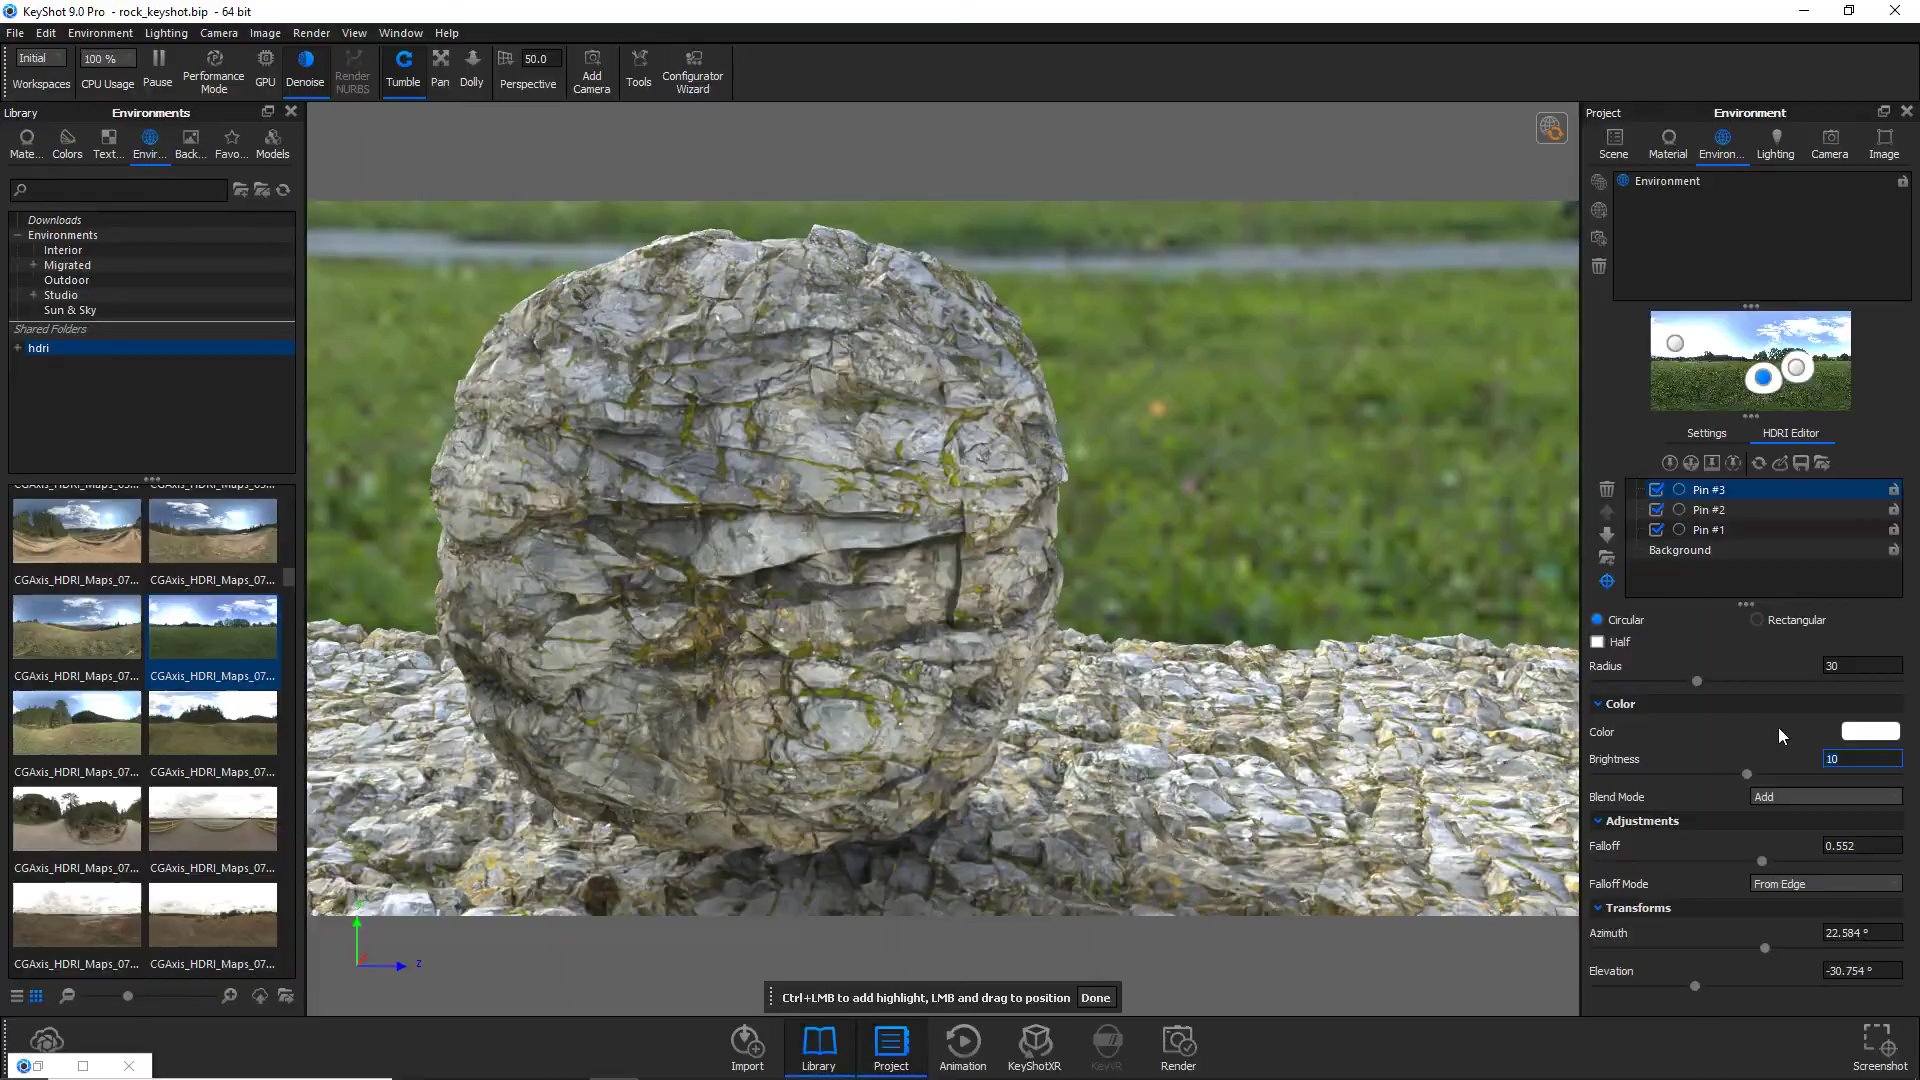 KeyShot 9.0 Pro - rock_keyshot.bip - 64 bit
File Edit Environment Lighting Camera Image Render View Window Help
Initial 100 % 50.0
Workspaces CPU Usage Pause Performance Mode GPU Denoise Render NURBS Tumble Pan Dolly Perspective Add Camera Tools Configurator Wizard
Library Environments
Mate... Colors Text... Envir... Back... Favo... Models
Downloads
Environments
Interior
Migrated
Outdoor
Studio
Sun & Sky
Shared Folders
hdri
CGAxis_HDRI_Maps_07... CGAxis_HDRI_Maps_07...
CGAxis_HDRI_Maps_07... CGAxis_HDRI_Maps_07...
CGAxis_HDRI_Maps_07... CGAxis_HDRI_Maps_07...
CGAxis_HDRI_Maps_07... CGAxis_HDRI_Maps_07...
CGAxis_HDRI_Maps_07... CGAxis_HDRI_Maps_07...
Z
Ctrl+LMB to add highlight, LMB and drag to position Done
Project Environment
Scene Material Environ... Lighting Camera Image
Environment
Settings HDRI Editor
Pin #3
Pin #2
Pin #1
Background
Circular Rectangular
Half
Radius 30
Color
Color
Brightness 10
Blend Mode Add
Adjustments
Falloff 0.552
Falloff Mode From Edge
Transforms
Azimuth 22.584 °
Elevation -30.754 °
Import Library Project Animation KeyShotXR KeyVR Render Screenshot